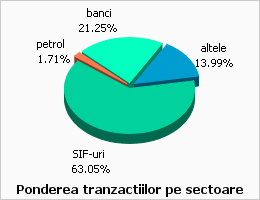 banci
21.25%
petrol
1.71%
altele
13.99%
SIF-uri
63.05%
Ponderea tranzactiilor pe sectoare